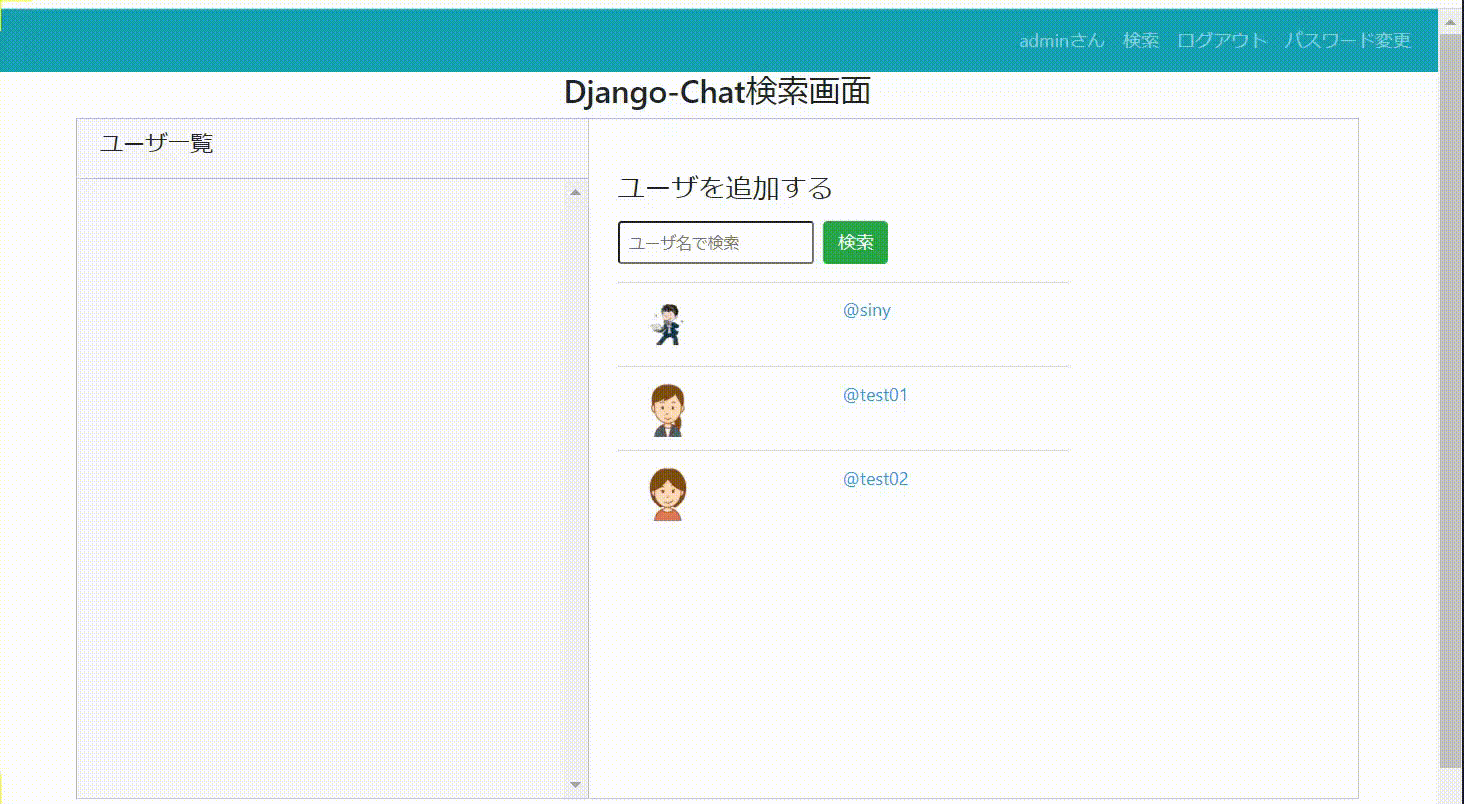 adminさん 検索 ログアウト パスワード変更
Django-Chat検索画面
ユーザ一覧
ユーザを追加する
ユーザ名で検索 検索
@siny
@test01
@test02